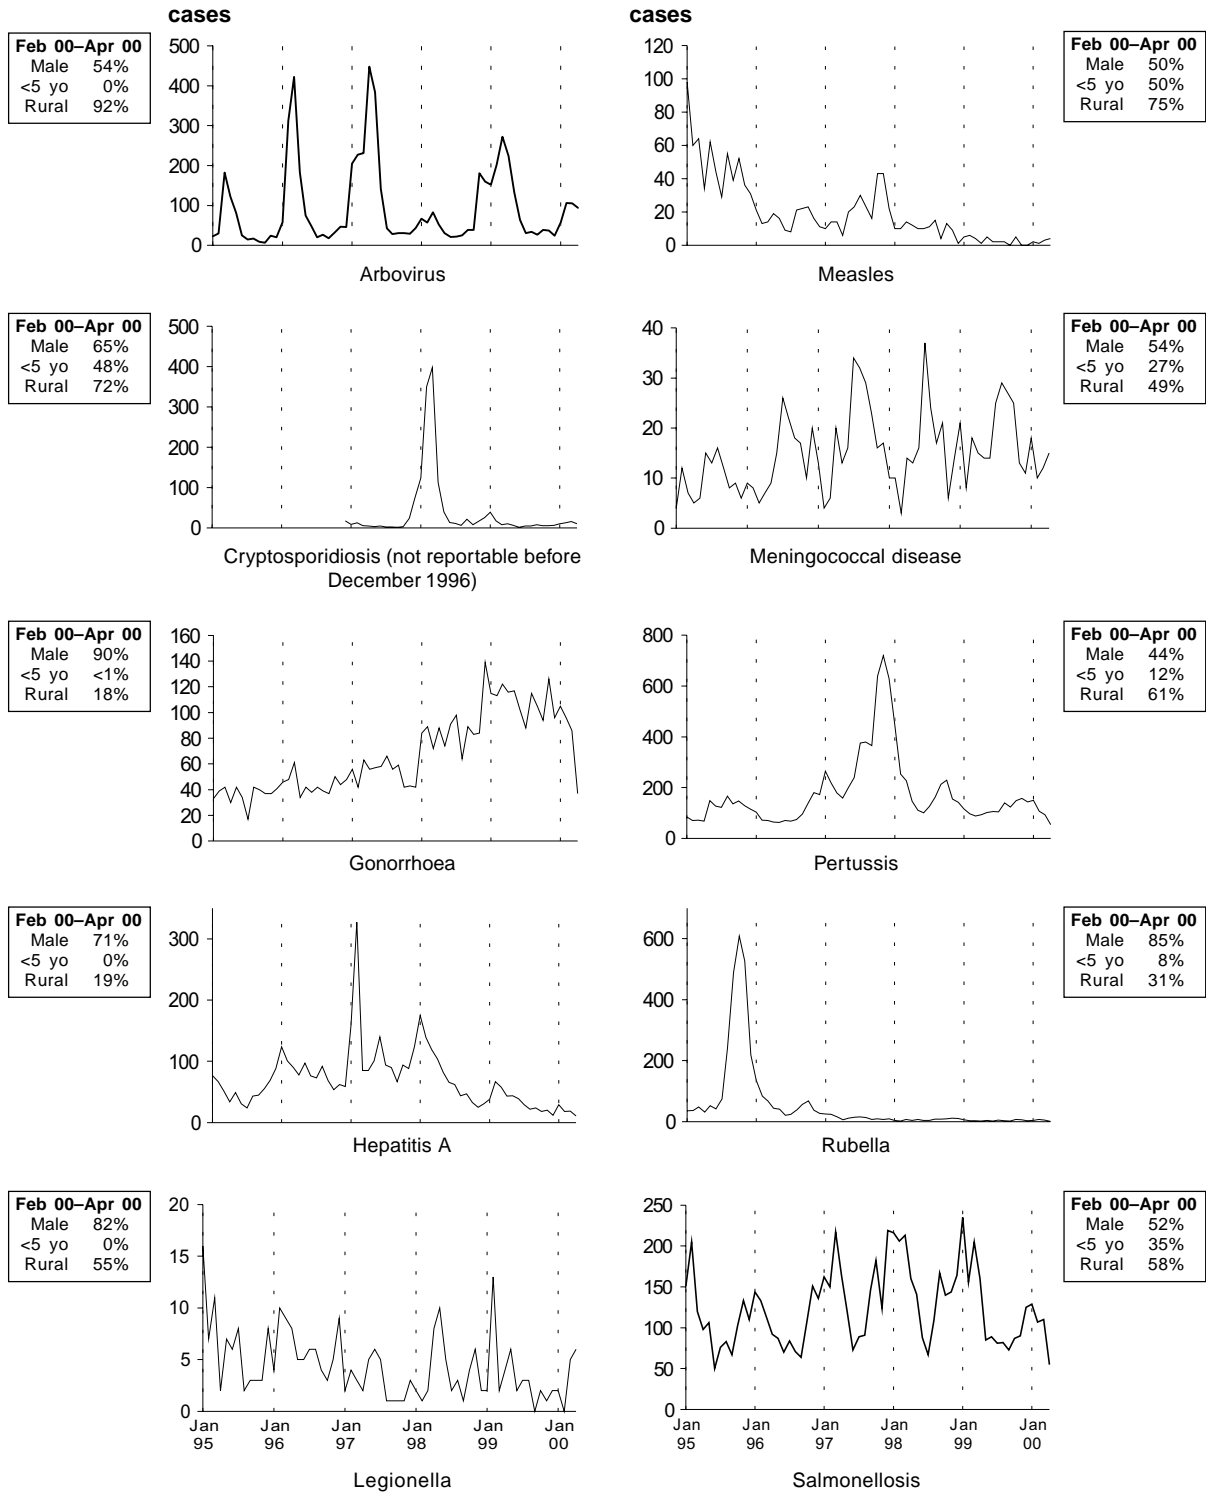 cases
Feb 00–Apr 00
Male 54%
<5 yo 0%
Rural 92%
500
400
300
200
100
0
Arbovirus
cases
120
100
80
60
40
20
0
Measles
Feb 00–Apr 00
Male 50%
<5 yo 50%
Rural 75%
Feb 00–Apr 00
Male 65%
<5 yo 48%
Rural 72%
500
400
300
200
100
0
Cryptosporidiosis (not reportable before
December 1996)
40
30
20
10
0
Meningococcal disease
Feb 00–Apr 00
Male 54%
<5 yo 27%
Rural 49%
Feb 00–Apr 00
Male 90%
<5 yo <1%
Rural 18%
160
140
120
100
80
60
40
20
0
Gonorrhoea
800
600
400
200
0
Pertussis
Feb 00–Apr 00
Male 44%
<5 yo 12%
Rural 61%
Feb 00–Apr 00
Male 71%
<5 yo 0%
Rural 19%
300
200
100
0
Hepatitis A
600
400
200
0
Rubella
Feb 00–Apr 00
Male 85%
<5 yo 8%
Rural 31%
Feb 00–Apr 00
Male 82%
<5 yo 0%
Rural 55%
20
15
10
5
0
Jan Jan Jan Jan Jan Jan
95 96 97 98 99 00
Legionella
250
200
150
100
50
0
Jan Jan Jan Jan Jan Jan
95 96 97 98 99 00
Salmonellosis
Feb 00–Apr 00
Male 52%
<5 yo 35%
Rural 58%